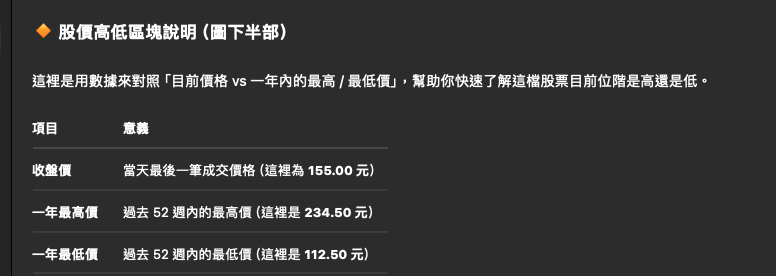 🔸 股價高低區塊說明（圖下半部）
這裡是用數據來對照「目前價格 vs 一年內的最高 / 最低價」，幫助你快速了解這檔股票目前位階是高還是低。
項目 意義
收盤價 當天最後一筆成交價格（這裡為 155.00 元）
一年最高價 過去 52 週內的最高價（這裡是 234.50 元）
一年最低價 過去 52 週內的最低價（這裡是 112.50 元）